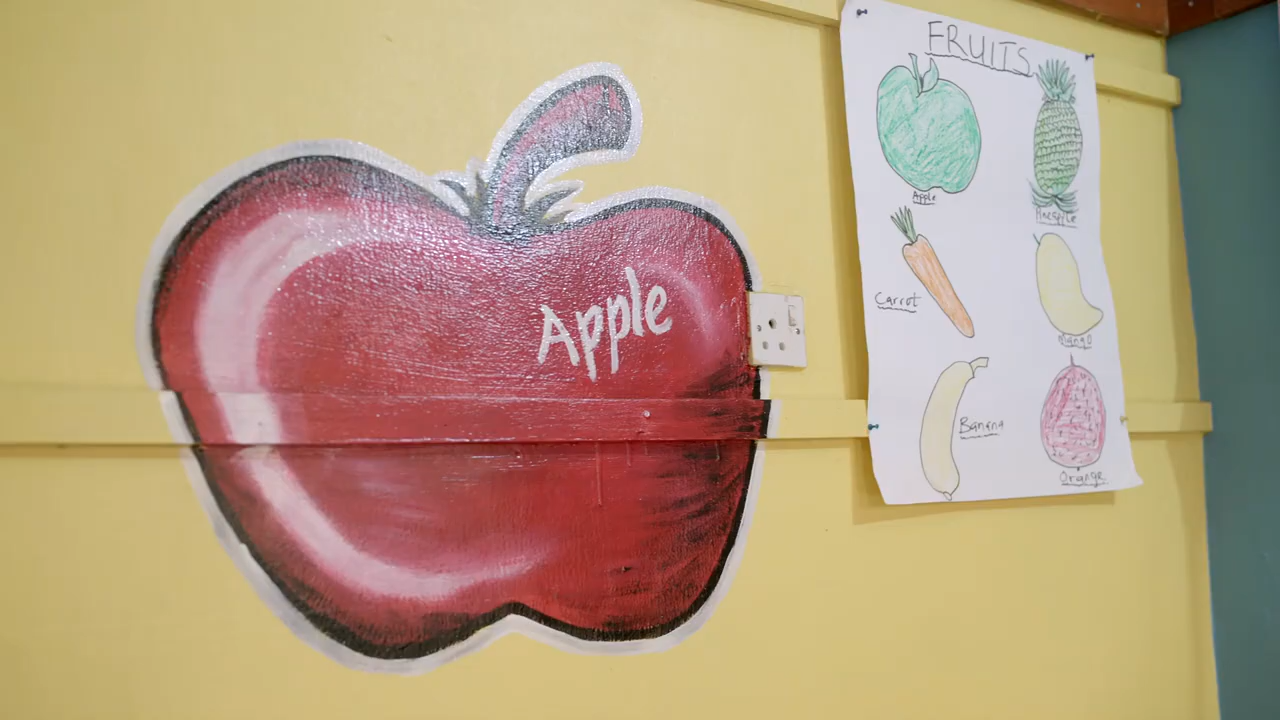 Apple
FRUITS
Apple
Pineapple
Carrot
Mango
Banana
Orange